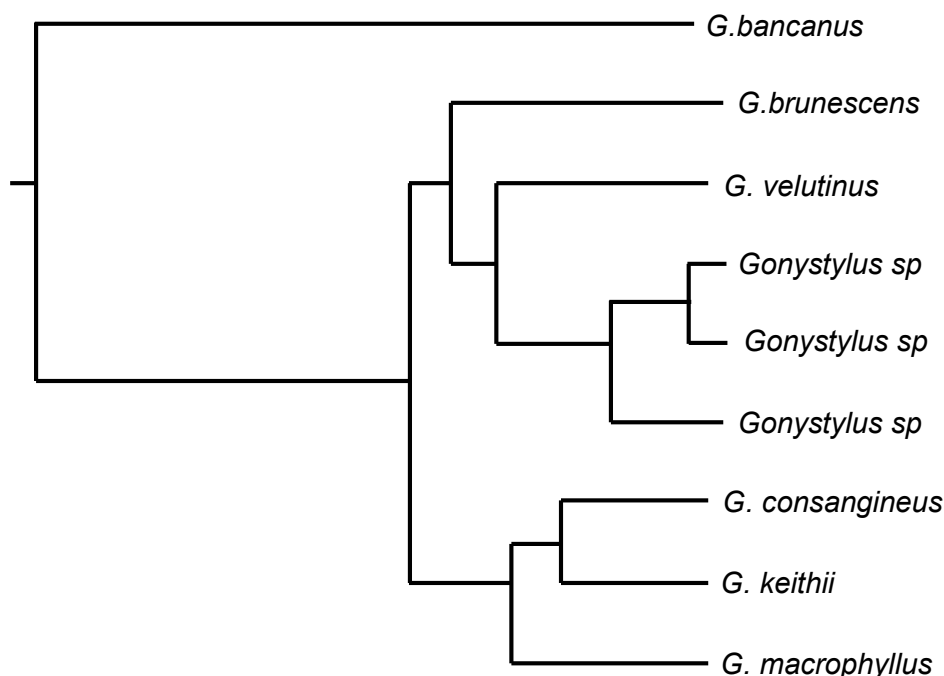 G.bancanus
G.brunescens
G. velutinus
Gonystylus sp
Gonystylus sp
Gonystylus sp
G. consangineus
G. keithii
G. macrophyllus